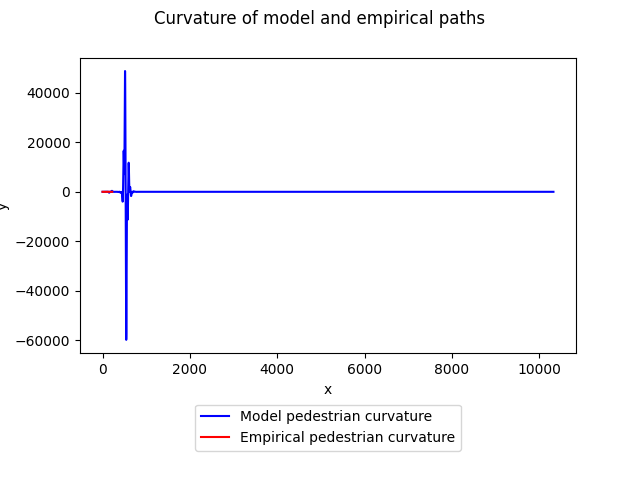 Curvature of model and empirical paths
40000
20000
0
−20000
−40000
−60000
y
0 2000 4000 6000 8000 10000
x
Model pedestrian curvature
Empirical pedestrian curvature